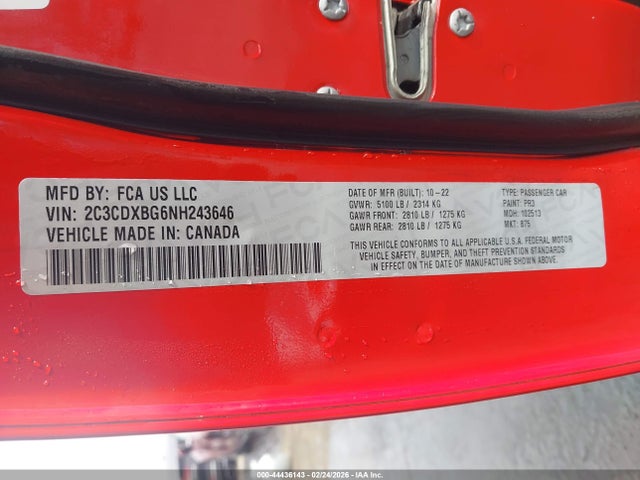 MFD BY: FCA US LLC
VIN: 2C3CDXBG6NH243646
VEHICLE MADE IN: CANADA
DATE OF MFR (BUILT): 10-22
GVWR: 5100 LB / 2314 KG
GAWR FRONT: 2810 LB / 1275 KG
GAWR REAR: 2810 LB / 1275 KG
TYPE: PASSENGER CAR
PAINT: PR3
MDH: 102513
MKT: 875
THIS VEHICLE CONFORMS TO ALL APPLICABLE U.S.A. FEDERAL MOTOR
VEHICLE SAFETY, BUMPER, AND THEFT PREVENTION STANDARDS
IN EFFECT ON THE DATE OF MANUFACTURE SHOWN ABOVE.
000-44436143 - 02/24/2026 - IAAI.COM